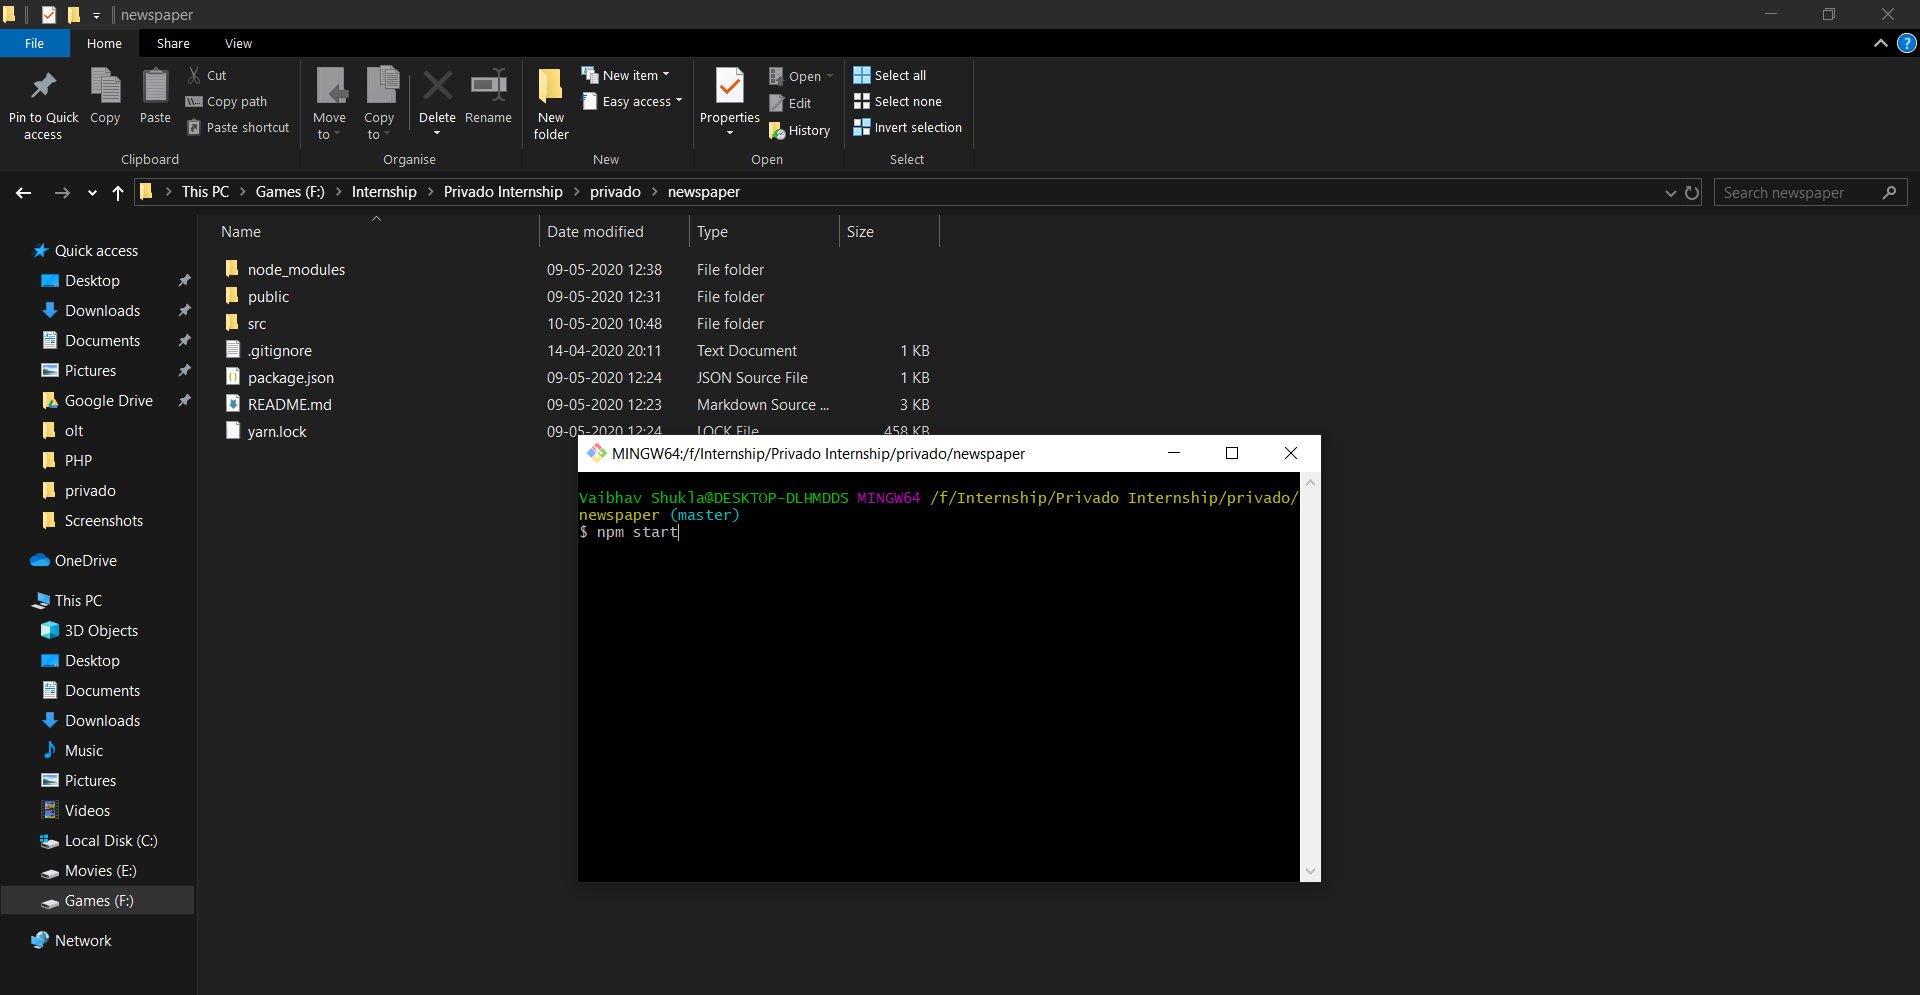 newspaper
File Home Share View
Pin to Quick access
Copy
Paste
Cut
Copy path
Paste shortcut
Clipboard
Move to
Copy to
Delete
Rename
Organise
New folder
New item
Easy access
New
Properties
Open
Edit
History
Open
Select all
Select none
Invert selection
Select
This PC > Games (F:) > Internship > Privado Internship > privado > newspaper
Search newspaper
Name Date modified Type Size
node_modules 09-05-2020 12:38 File folder
public 09-05-2020 12:31 File folder
src 10-05-2020 10:48 File folder
.gitignore 14-04-2020 20:11 Text Document 1 KB
package.json 09-05-2020 12:24 JSON Source File 1 KB
README.md 09-05-2020 12:23 Markdown Source ... 3 KB
yarn.lock 09-05-2020 12:24 LOCK File 458 KB
Quick access
Desktop
Downloads
Documents
Pictures
Google Drive
olt
PHP
privado
Screenshots
OneDrive
This PC
3D Objects
Desktop
Documents
Downloads
Music
Pictures
Videos
Local Disk (C:)
Movies (E:)
Games (F:)
Network
MINGW64:/f/Internship/Privado Internship/privado/newspaper
Vaibhav Shukla@DESKTOP-DLHMDDS MINGW64 /f/Internship/Privado Internship/privado/
newspaper (master)
$ npm start